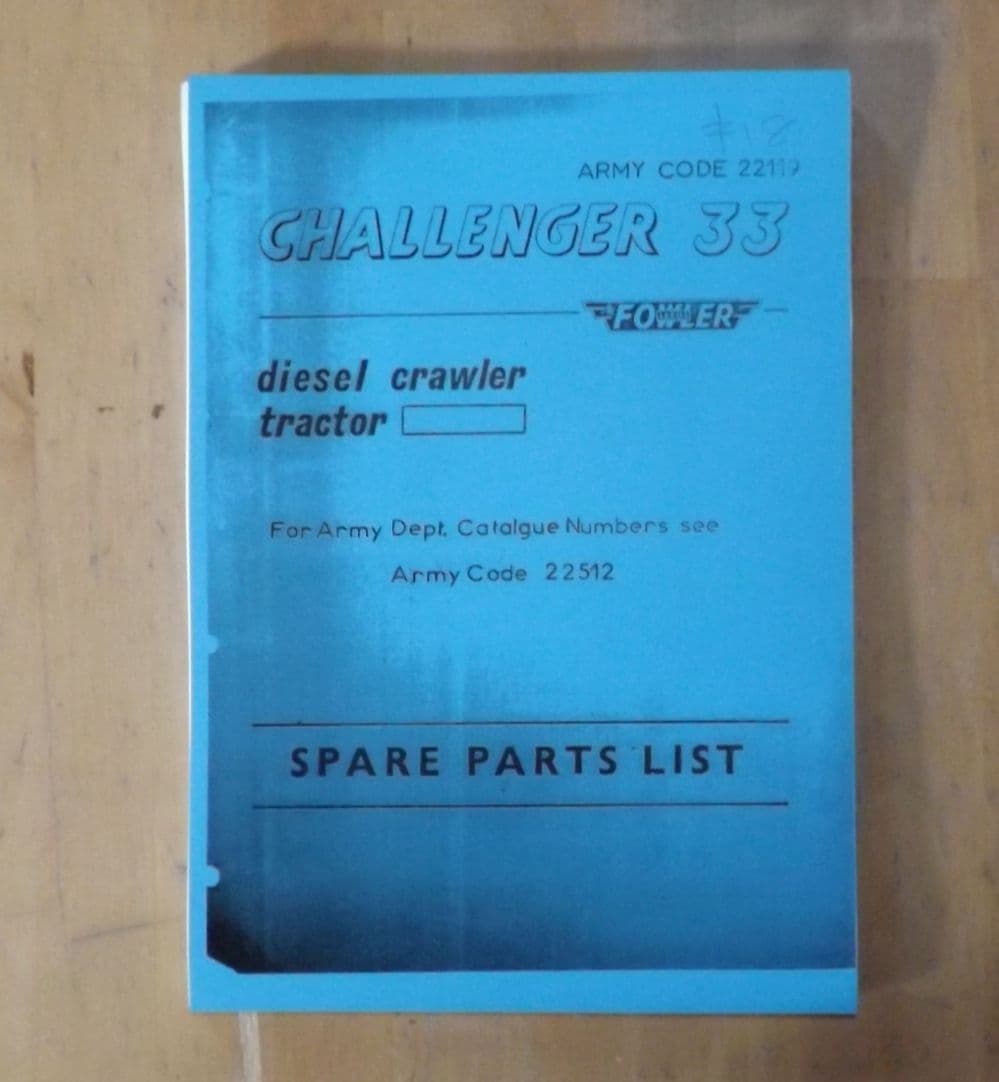 ARMY CODE 22119
CHALLENGER 33
FOWLER
diesel crawler
tractor
For Army Dept. Catalgue Numbers see
Army Code 22512
SPARE PARTS LIST